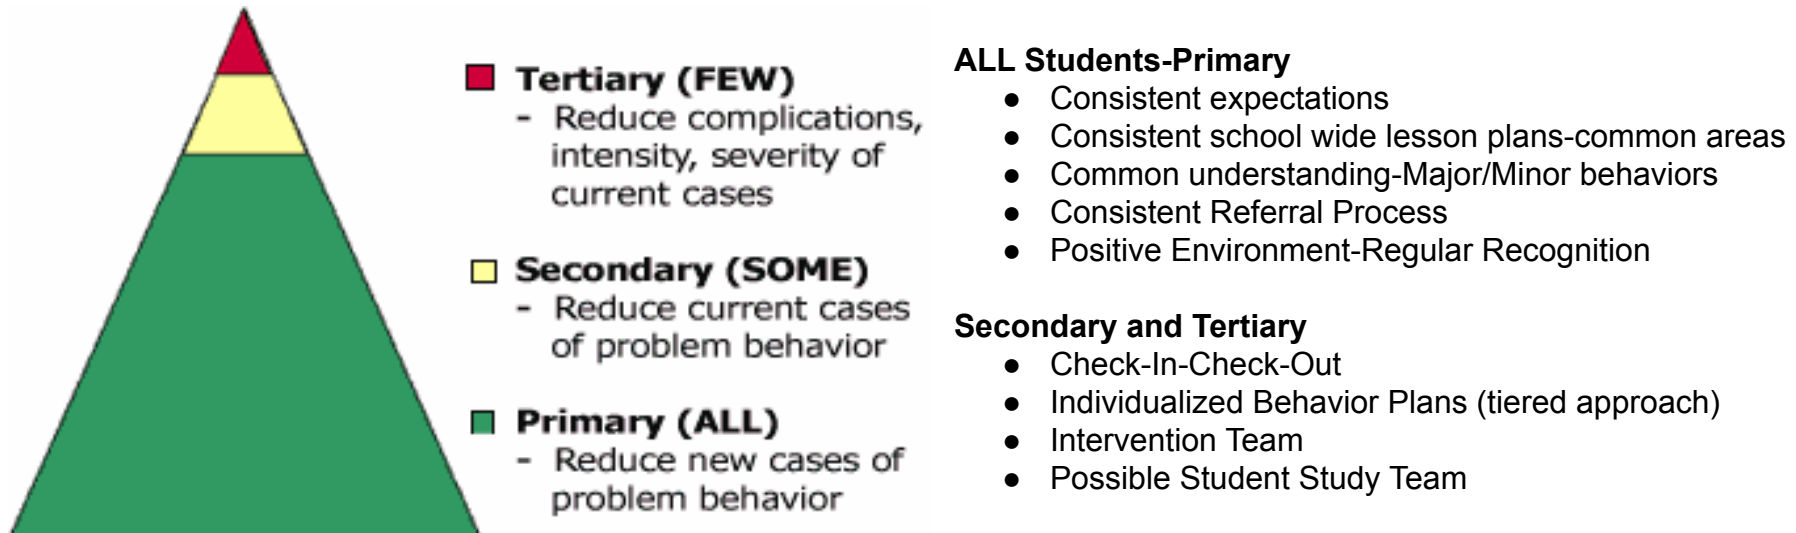 Tertiary (FEW)
- Reduce complications,
intensity, severity of
current cases
Secondary (SOME)
- Reduce current cases
of problem behavior
Primary (ALL)
- Reduce new cases of
problem behavior
ALL Students-Primary
● Consistent expectations
● Consistent school wide lesson plans-common areas
● Common understanding-Major/Minor behaviors
● Consistent Referral Process
● Positive Environment-Regular Recognition
Secondary and Tertiary
● Check-In-Check-Out
● Individualized Behavior Plans (tiered approach)
● Intervention Team
● Possible Student Study Team